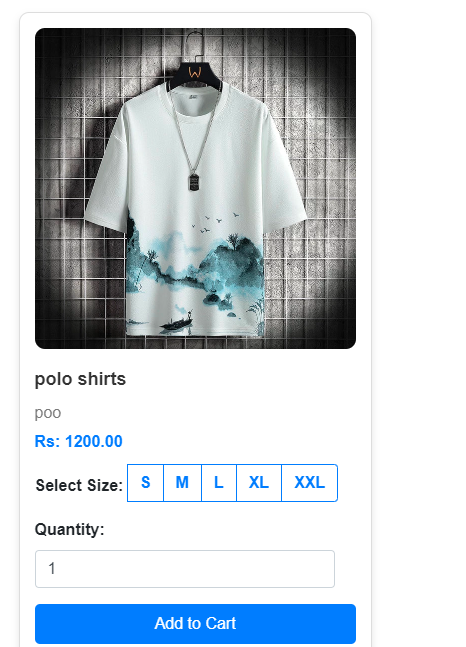 polo shirts
poo
Rs: 1200.00
Select Size: S M L XL XXL
Quantity:
1
Add to Cart